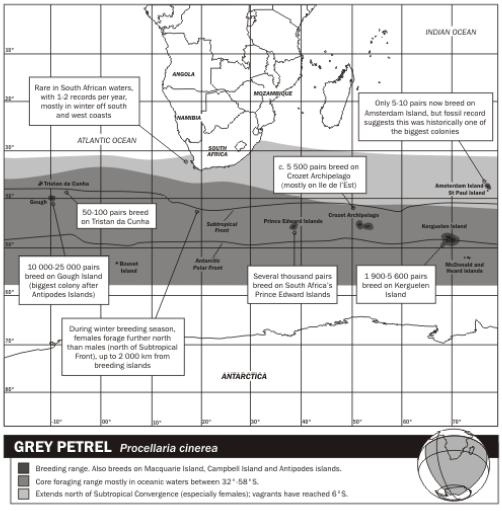 INDIAN OCEAN
ANGOLA
MOZAMBIQUE
NAMIBIA
SOUTH
AFRICA
ATLANTIC OCEAN
Rare in South African waters,
with 1-2 records per year,
mostly in winter off south
and west coasts
Only 5-10 pairs now breed on
Amsterdam Island, but fossil record
suggests this was historically one of
the biggest colonies
c. 5 500 pairs breed on
Crozet Archipelago
(mostly on Ile de l'Est)
Tristan da Cunha
Gough
50-100 pairs breed
on Tristan da Cunha
Subtropical
Front
Prince Edward Islands
Crozet Archipelago
Amsterdam Island
St Paul Island
Kerguelen Island
Bouvet
Island
Antarctic
Polar Front
McDonald and
Heard Islands
10 000-25 000 pairs
breed on Gough Island
(biggest colony after
Antipodes Islands)
Several thousand pairs
breed on South Africa's
Prince Edward Islands
1 900-5 600 pairs
breed on Kerguelen
Island
During winter breeding season,
females forage further north
than males (north of Subtropical
Front), up to 2 000 km from
breeding islands
ANTARCTICA
-10° 00° 10° 20° 30° 40° 50° 60° 70°
GREY PETREL Procellaria cinerea
Breeding range. Also breeds on Macquarie Island, Campbell Island and Antipodes islands.
Core foraging range mostly in oceanic waters between 32°-58°S.
Extends north of Subtropical Convergence (especially females); vagrants have reached 6°S.